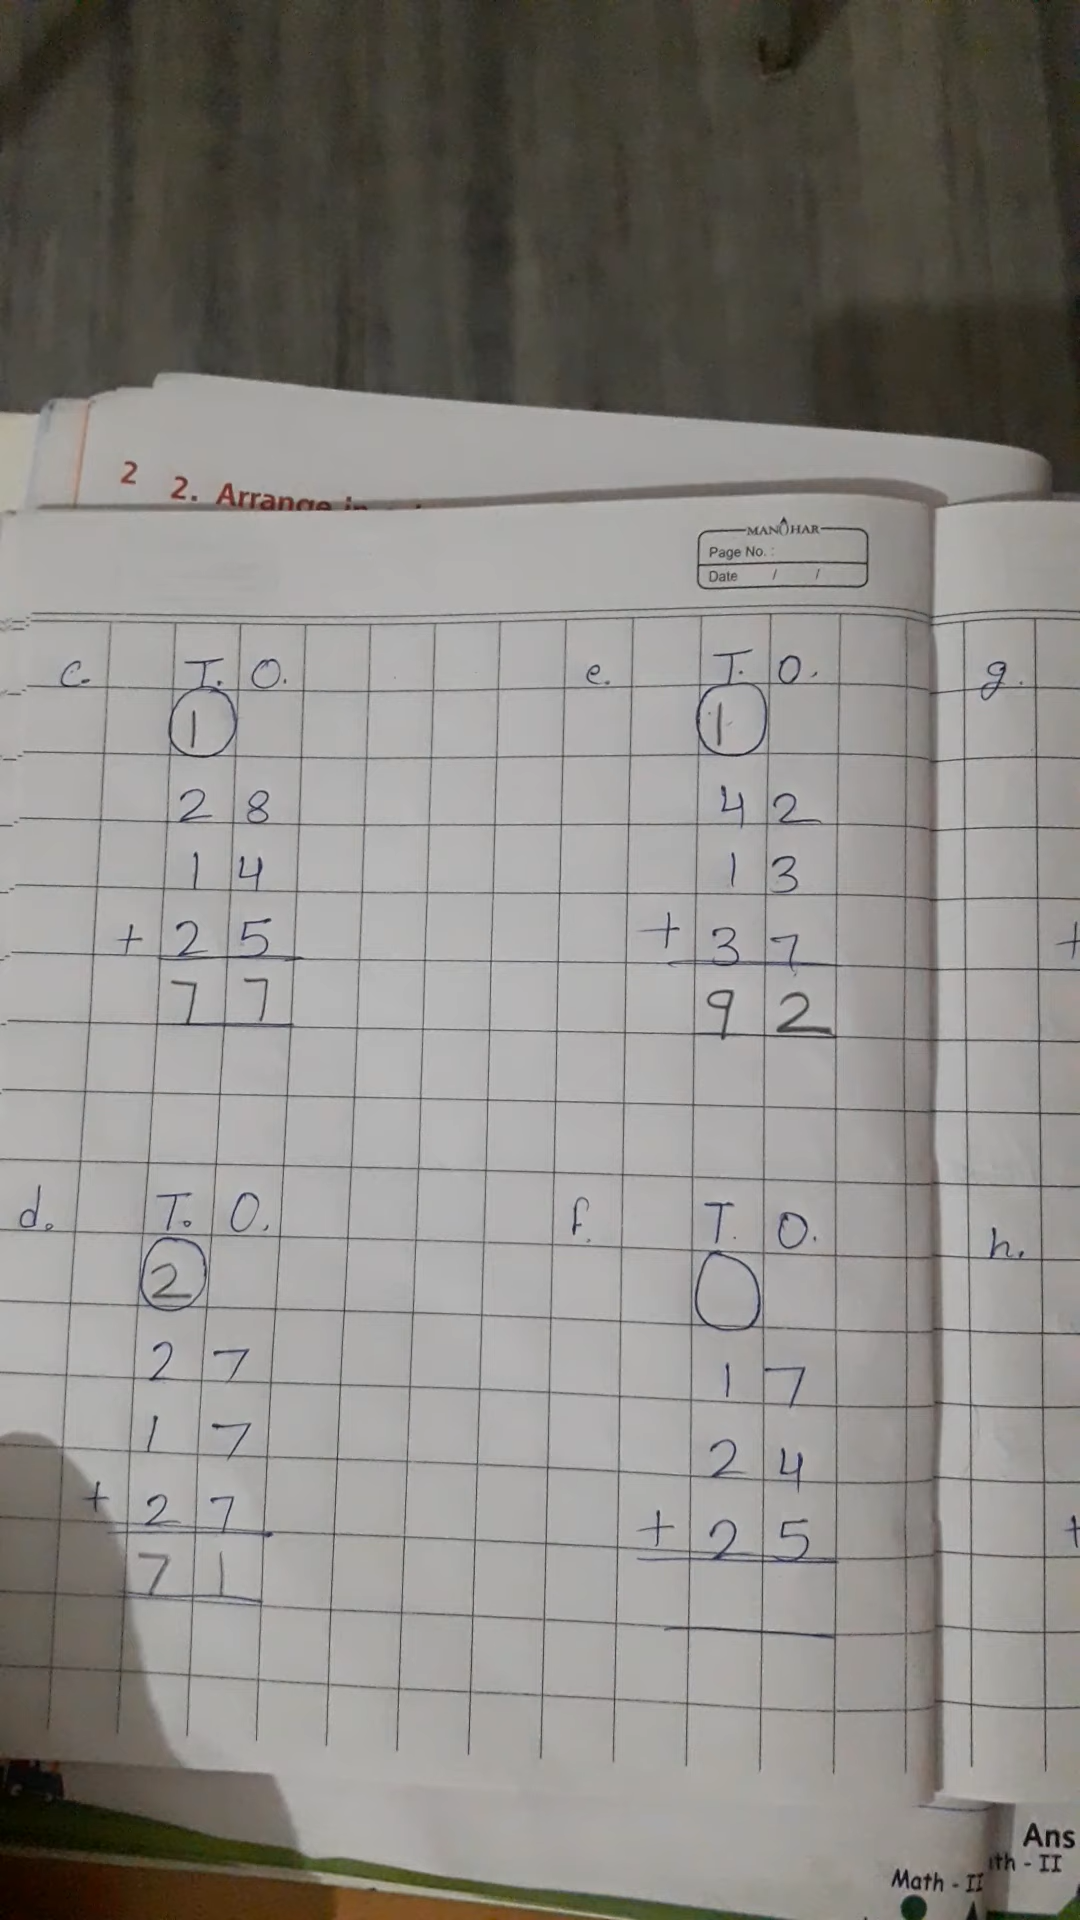 2 2. Arrange in
MANOHAR
Page No. :
Date / /
c. T. O.
1
2 8
1 4
+ 2 5
7 7
e. T. O.
1
4 2
1 3
+ 3 7
9 2
g.
+
d. T. O.
2
2 7
1 7
+ 2 7
7 1
f. T. O.
1 7
2 4
+ 2 5
h.
+
Ans
ith - II
Math - II